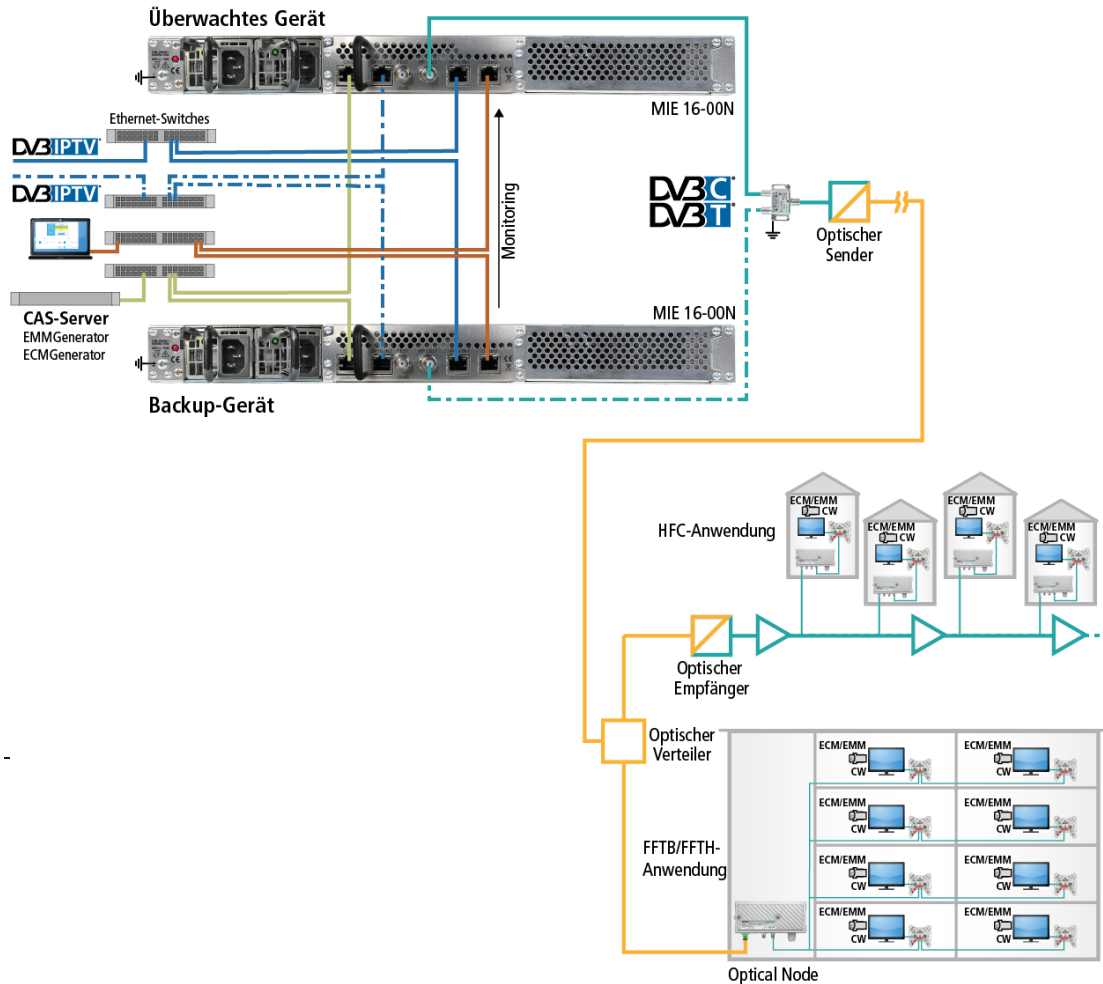 Überwachtes Gerät
MIE 16-00N
Ethernet-Switches
DVB IPTV
DVB IPTV
Monitoring
DVB C
DVB T
Optischer
Sender
CAS-Server
EMMGenerator
ECMGenerator
MIE 16-00N
Backup-Gerät
HFC-Anwendung
ECM/EMM
CW
ECM/EMM
CW
ECM/EMM
CW
ECM/EMM
CW
Optischer
Empfänger
Optischer
Verteiler
FFTB/FFTH-
Anwendung
ECM/EMM
CW
ECM/EMM
CW
ECM/EMM
CW
ECM/EMM
CW
ECM/EMM
CW
ECM/EMM
CW
ECM/EMM
CW
ECM/EMM
CW
Optical Node